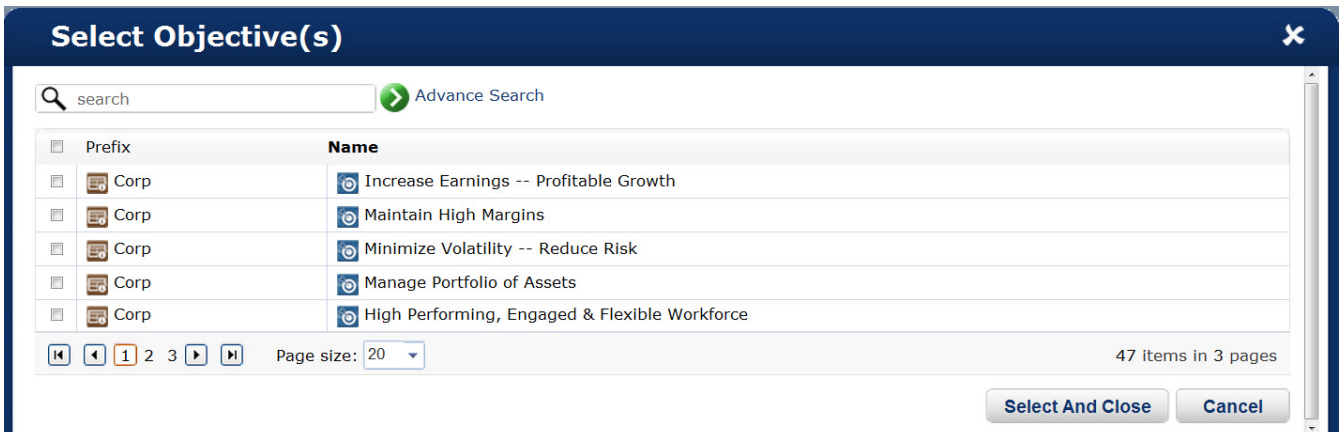 Select Objective(s)
search Advance Search
Prefix Name
Corp Increase Earnings -- Profitable Growth
Corp Maintain High Margins
Corp Minimize Volatility -- Reduce Risk
Corp Manage Portfolio of Assets
Corp High Performing, Engaged & Flexible Workforce
1 2 3 Page size: 20 47 items in 3 pages
Select And Close Cancel